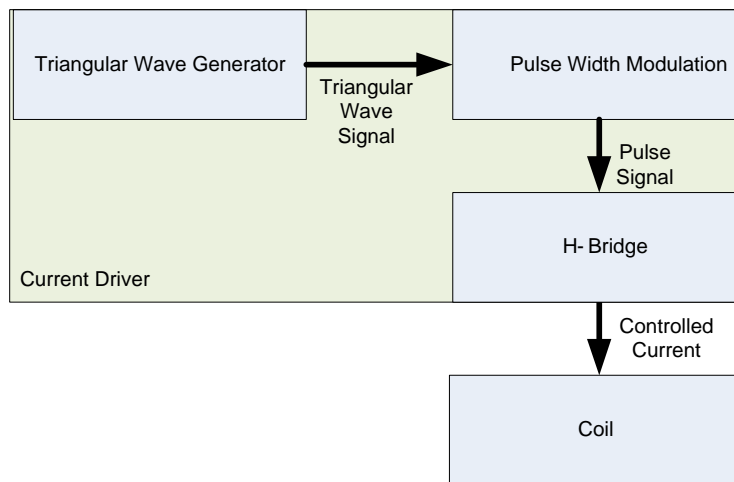 Triangular Wave Generator
Triangular
Wave
Signal
Pulse Width Modulation
Pulse
Signal
H- Bridge
Current Driver
Controlled
Current
Coil